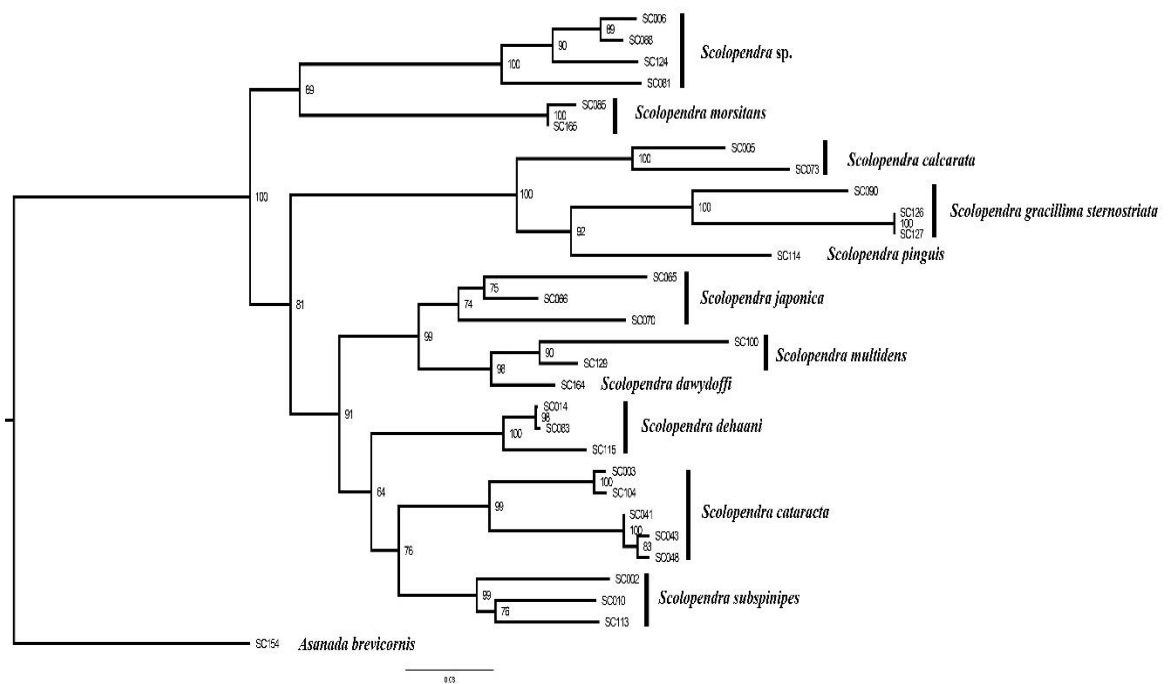 SC006
89
SC088
90
SC124
Scolopendra sp.
100
SC081
69
SC085
100
SC165
Scolopendra morsitans
SC005
100
SC073
Scolopendra calcarata
100
100
SC090
100
SC126
100
SC127
Scolopendra gracillima sternostriata
92
SC114
Scolopendra pinguis
81
SC065
75
SC066
74
SC070
Scolopendra japonica
99
SC100
90
SC129
Scolopendra multidens
98
SC164
Scolopendra dawydoffi
91
SC014
98
SC083
100
SC115
Scolopendra dehaani
64
SC003
100
SC104
99
SC041
100
SC043
83
SC048
Scolopendra cataracta
76
SC002
99
SC010
76
SC113
Scolopendra subspinipes
SC154
Asanada brevicornis